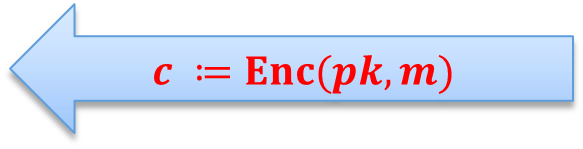 c := Enc(pk, m)